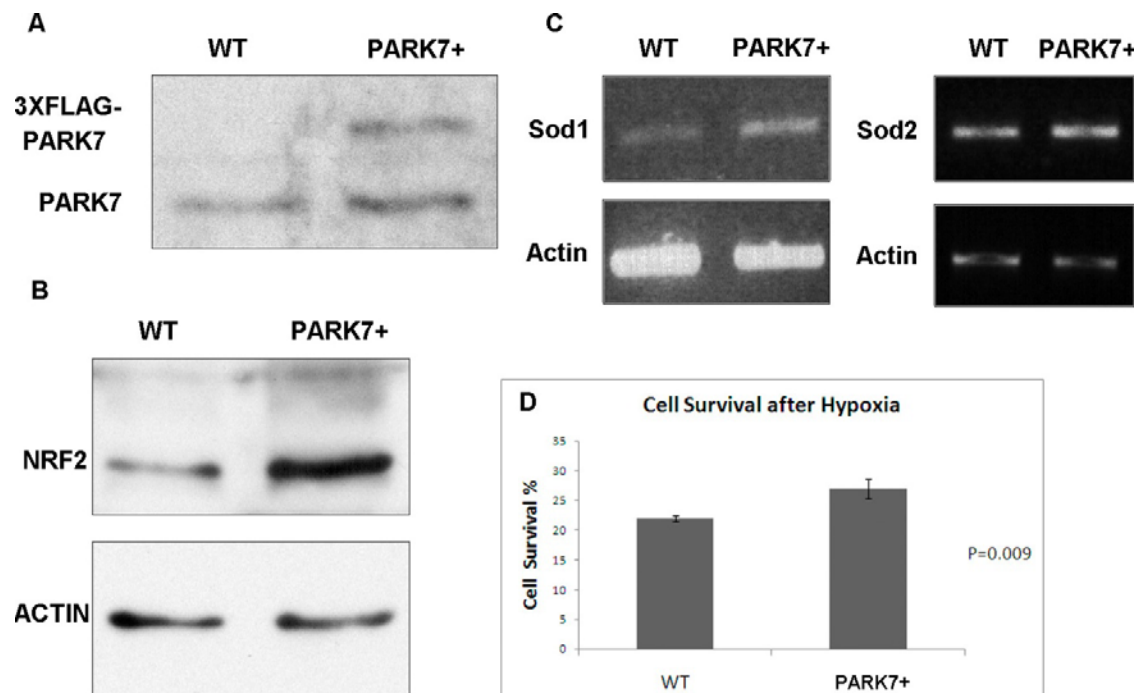 A
WT PARK7+
3XFLAG-
PARK7
PARK7
B
WT PARK7+
NRF2
ACTIN
C
WT PARK7+
Sod1
Actin
WT PARK7+
Sod2
Actin
D
Cell Survival after Hypoxia
Cell Survival %
35
30
25
20
15
10
5
0
WT PARK7+
P=0.009